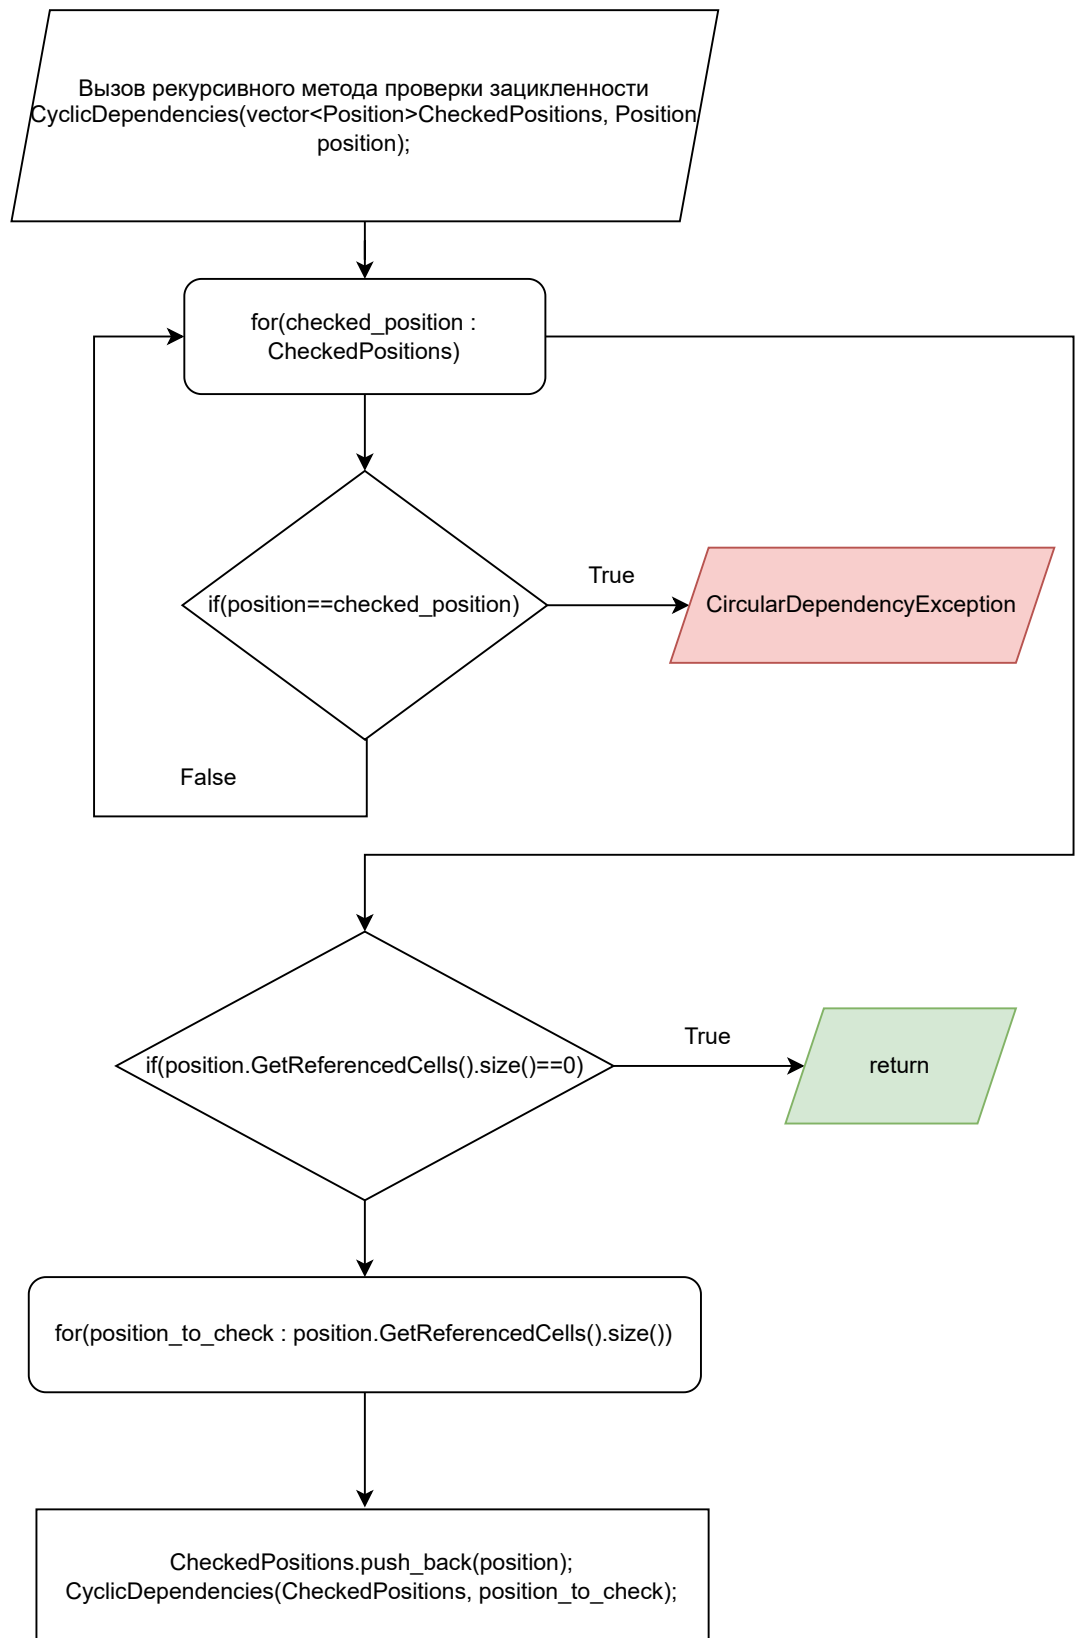 Вызов рекурсивного метода проверки зацикленности
CyclicDependencies(vector<Position>CheckedPositions, Position
position);
for(checked_position :
CheckedPositions)
if(position==checked_position)
True
CircularDependencyException
False
if(position.GetReferencedCells().size()==0)
True
return
for(position_to_check : position.GetReferencedCells().size())
CheckedPositions.push_back(position);
CyclicDependencies(CheckedPositions, position_to_check);